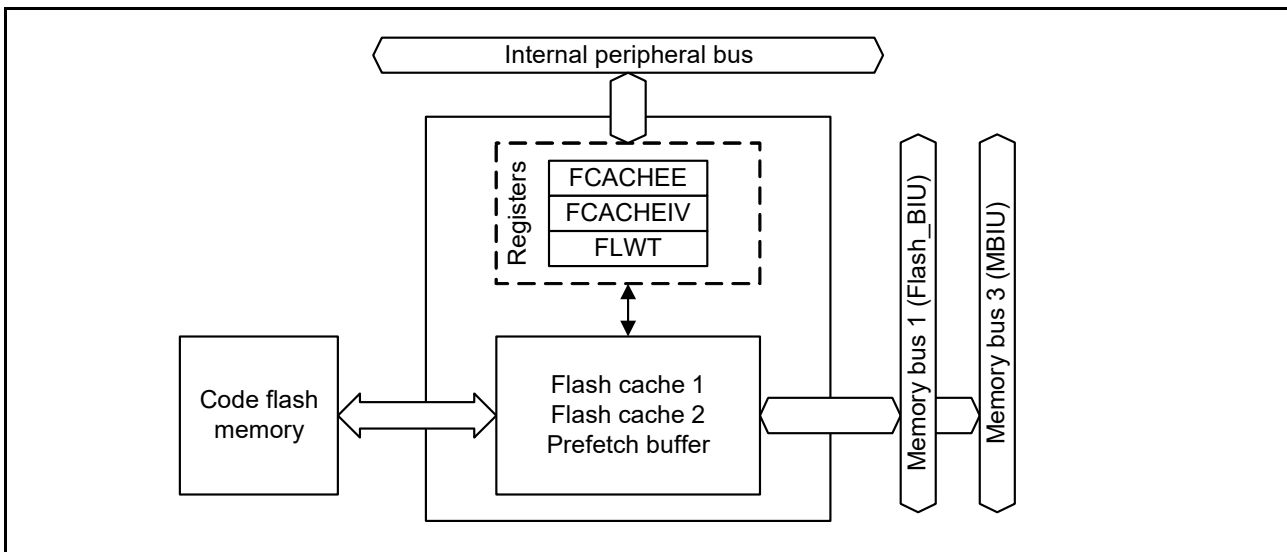 Internal peripheral bus
Registers
FCACHEE
FCACHEIV
FLWT
Code flash
memory
Flash cache 1
Flash cache 2
Prefetch buffer
Memory bus 1 (Flash_BIU)
Memory bus 3 (MBIU)